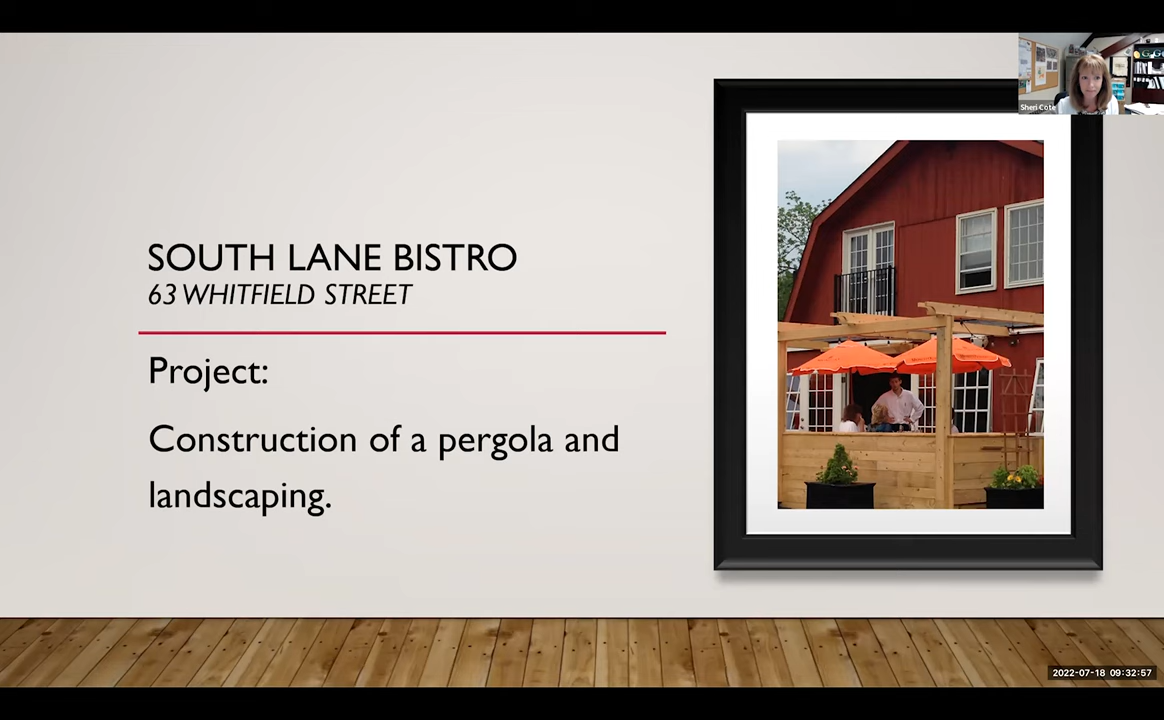 Sheri Cote
SOUTH LANE BISTRO
63 WHITFIELD STREET
Project:
Construction of a pergola and
landscaping.
2022-07-18 09:32:57